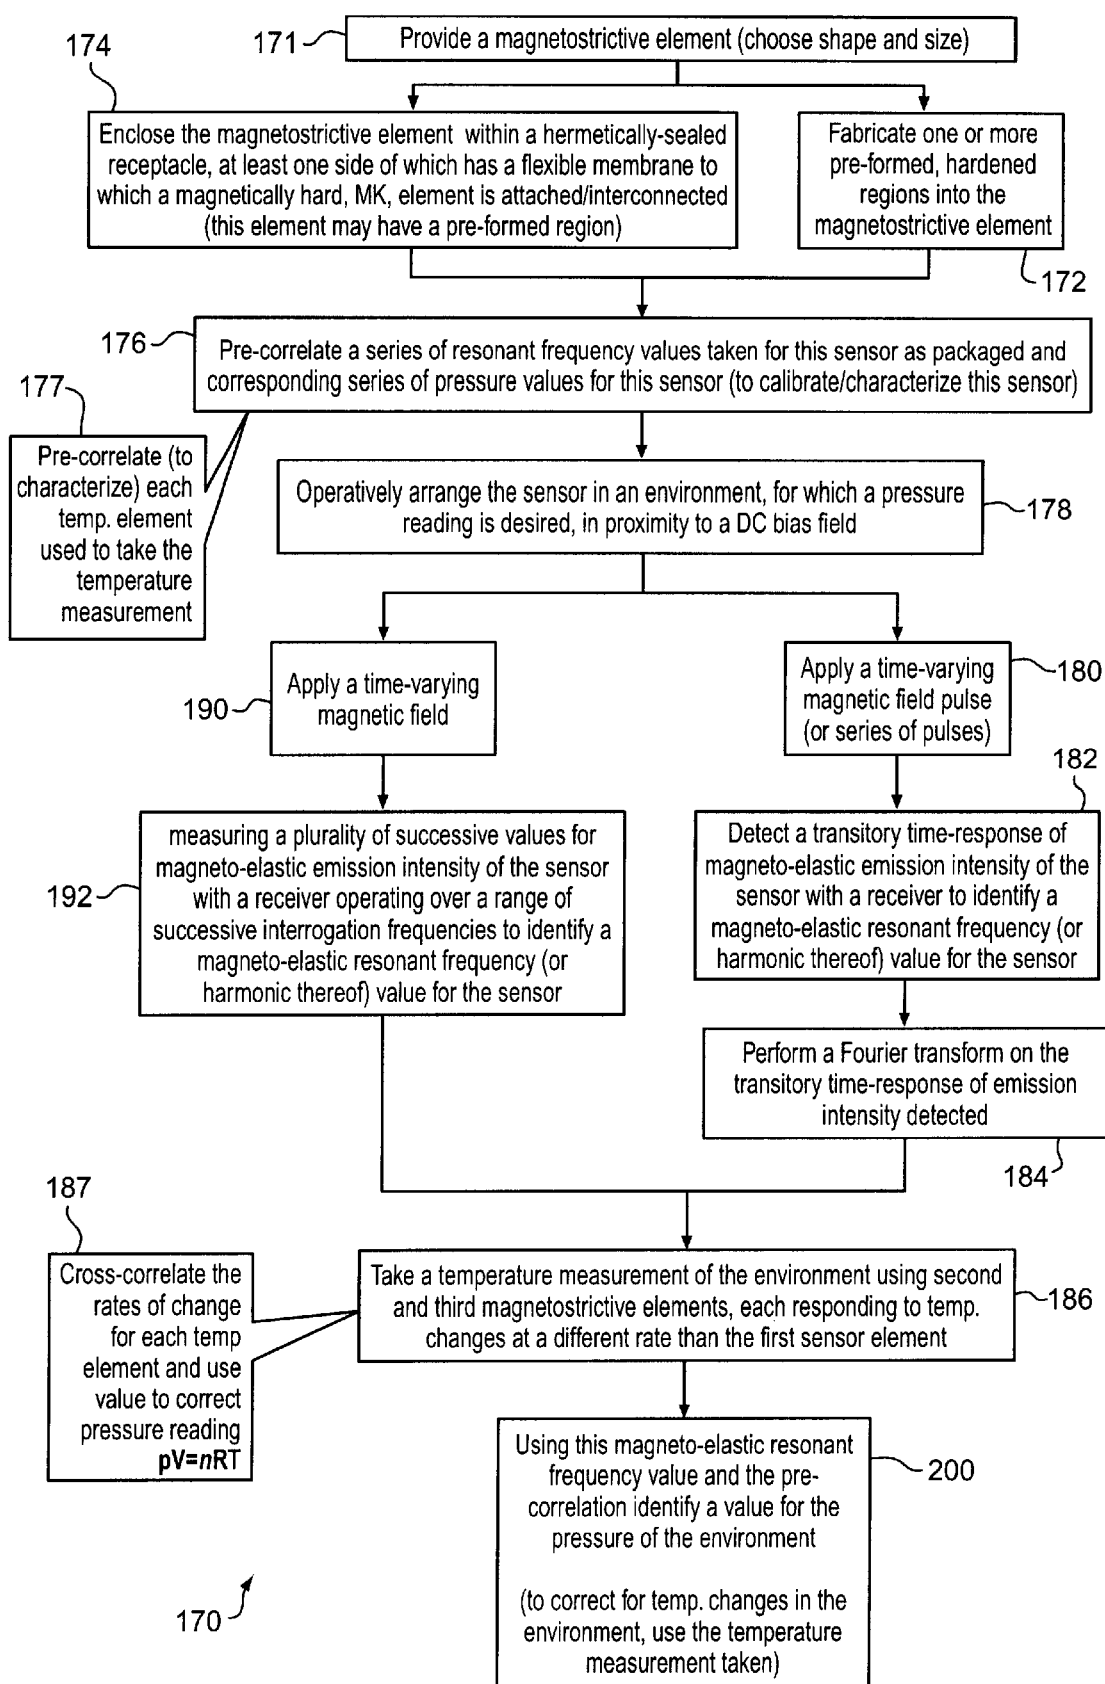 174
171
Provide a magnetostrictive element (choose shape and size)
Enclose the magnetostrictive element within a hermetically-sealed
receptacle, at least one side of which has a flexible membrane to
which a magnetically hard, MK, element is attached/interconnected
(this element may have a pre-formed region)
Fabricate one or more
pre-formed, hardened
regions into the
magnetostrictive element
172
176
Pre-correlate a series of resonant frequency values taken for this sensor as packaged and
corresponding series of pressure values for this sensor (to calibrate/characterize this sensor)
177
Pre-correlate (to
characterize) each
temp. element
used to take the
temperature
measurement
Operatively arrange the sensor in an environment, for which a pressure
reading is desired, in proximity to a DC bias field
178
190
Apply a time-varying
magnetic field
Apply a time-varying
magnetic field pulse
(or series of pulses)
180
182
192
measuring a plurality of successive values for
magneto-elastic emission intensity of the sensor
with a receiver operating over a range of
successive interrogation frequencies to identify a
magneto-elastic resonant frequency (or
harmonic thereof) value for the sensor
Detect a transitory time-response of
magneto-elastic emission intensity of the
sensor with a receiver to identify a
magneto-elastic resonant frequency (or
harmonic thereof) value for the sensor
Perform a Fourier transform on the
transitory time-response of emission
intensity detected
184
187
Cross-correlate the
rates of change
for each temp
element and use
value to correct
pressure reading
pV=nRT
Take a temperature measurement of the environment using second
and third magnetostrictive elements, each responding to temp.
changes at a different rate than the first sensor element
186
Using this magneto-elastic resonant
frequency value and the pre-
correlation identify a value for the
pressure of the environment
(to correct for temp. changes in the
environment, use the temperature
measurement taken)
200
170